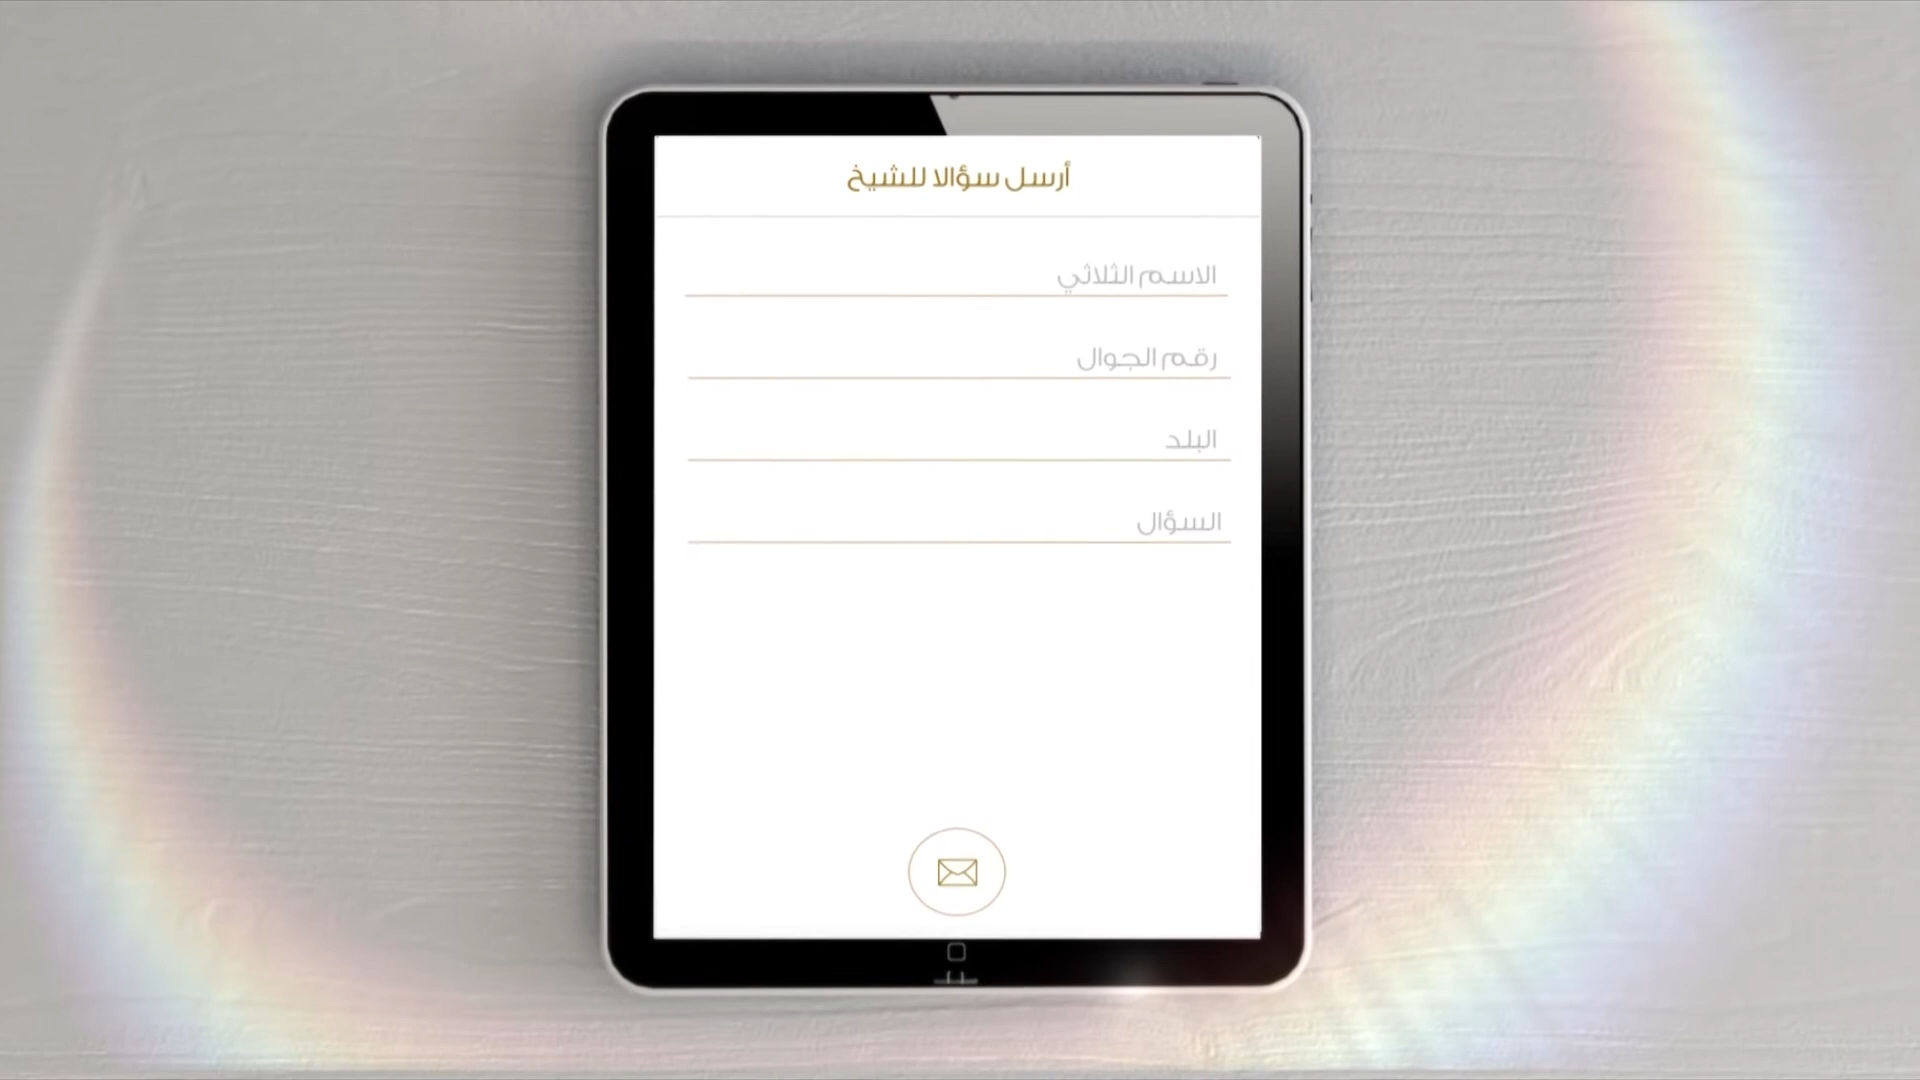 أرسل سؤالا للشيخ
الاسم الثلاثي
رقم الجوال
البلد
السؤال